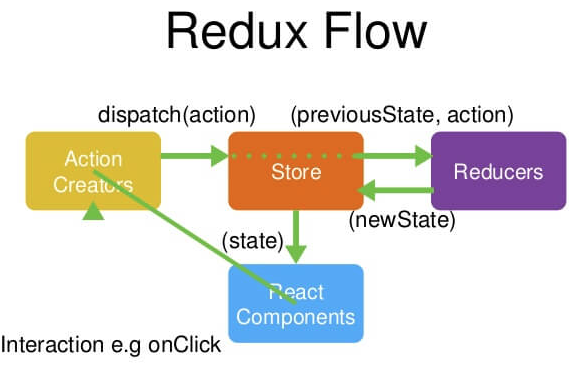 Redux Flow
dispatch(action)
(previousState, action)
Action
Creators
Store
Reducers
(newState)
(state)
React
Components
Interaction e.g onClick